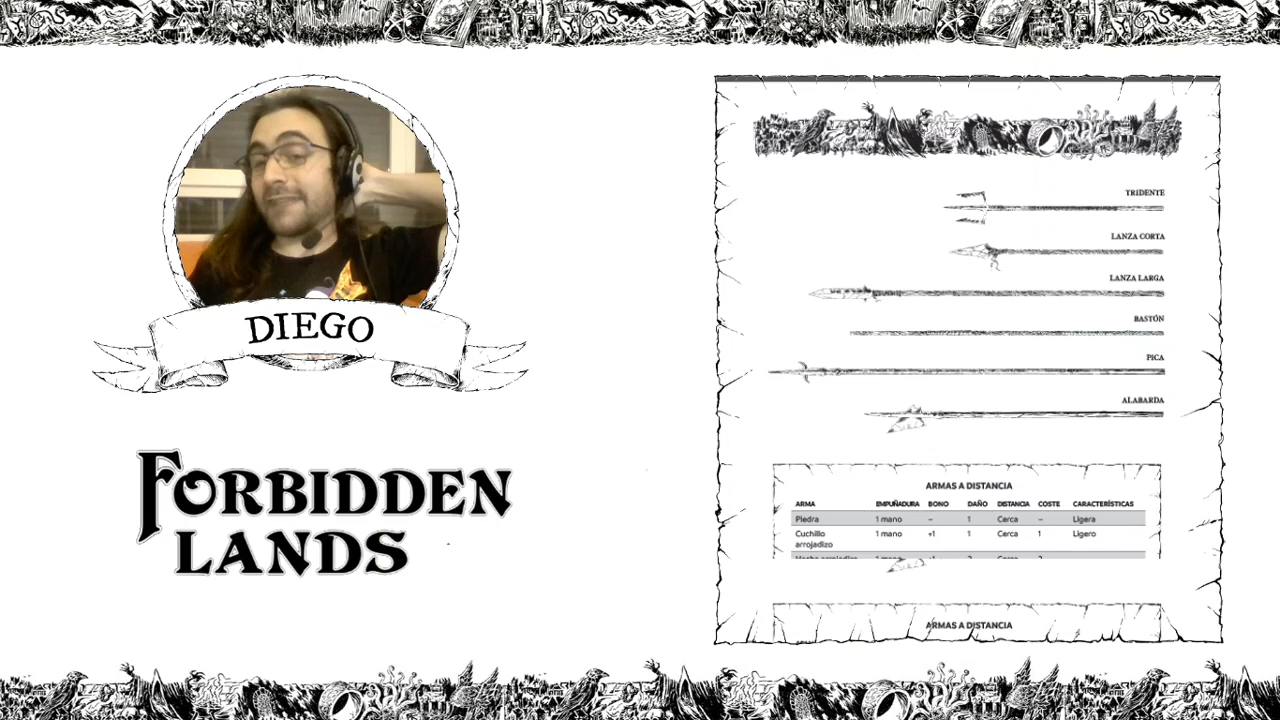 DIEGO
FORBIDDEN
LANDS
TRIDENTE
LANZA CORTA
LANZA LARGA
BASTÓN
PICA
ALABARDA
ARMAS A DISTANCIA
ARMA EMPUÑADURA BONO DAÑO DISTANCIA COSTE CARACTERÍSTICAS
Piedra 1 mano – 1 Cerca – Ligera
Cuchillo arrojadizo 1 mano +1 1 Cerca 1 Ligero
ARMAS A DISTANCIA